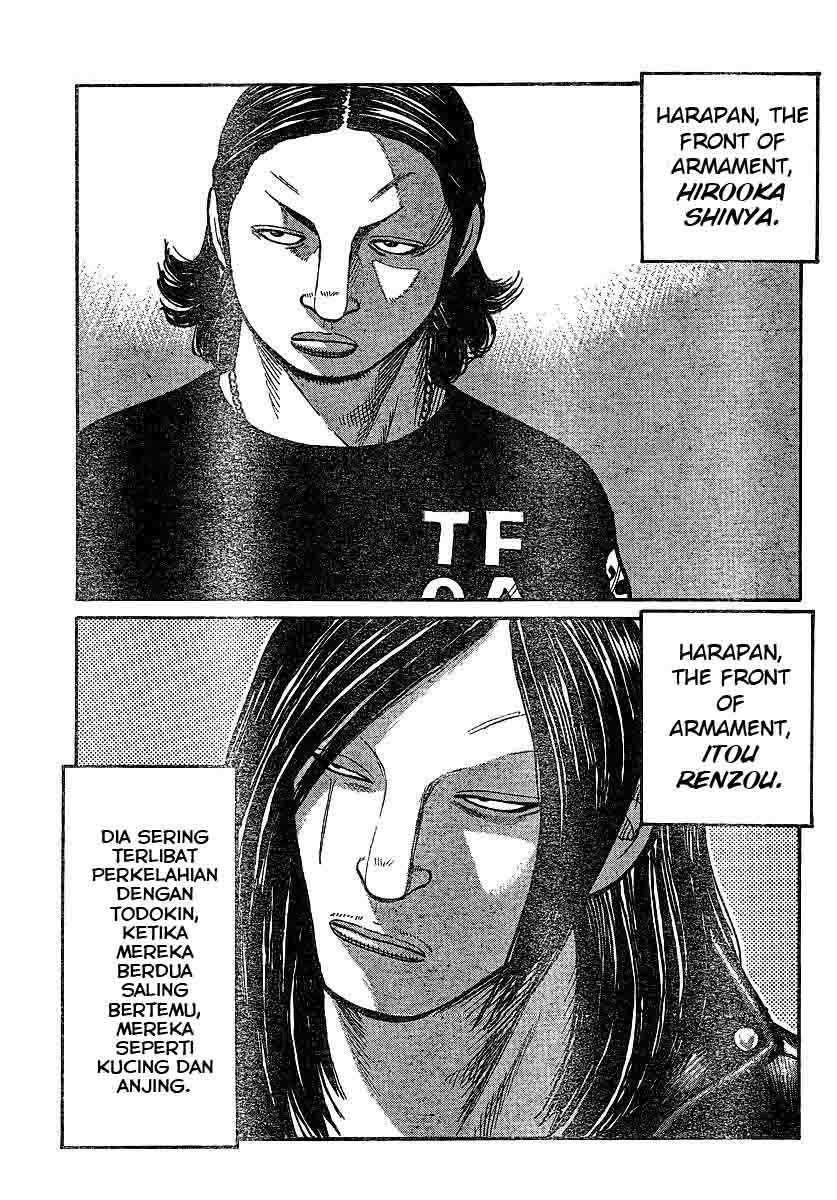 HARAPAN, THE
FRONT OF
ARMAMENT,
HIROOKA
SHINYA.
TF
CA
HARAPAN,
THE FRONT
OF
ARMAMENT,
ITOU
RENZOU.
DIA SERING
TERLIBAT
PERKELAHIAN
DENGAN
TODOKIN,
KETIKA
MEREKA
BERDUA
SALING
BERTEMU,
MEREKA
SEPERTI
KUCING DAN
ANJING.